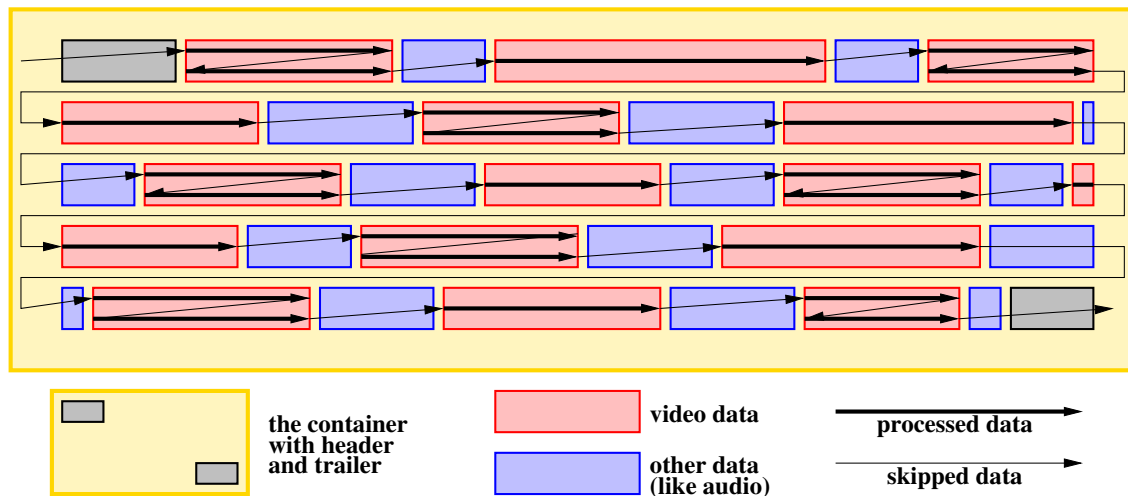 the container
with header
and trailer
video data
other data
(like audio)
processed data
skipped data